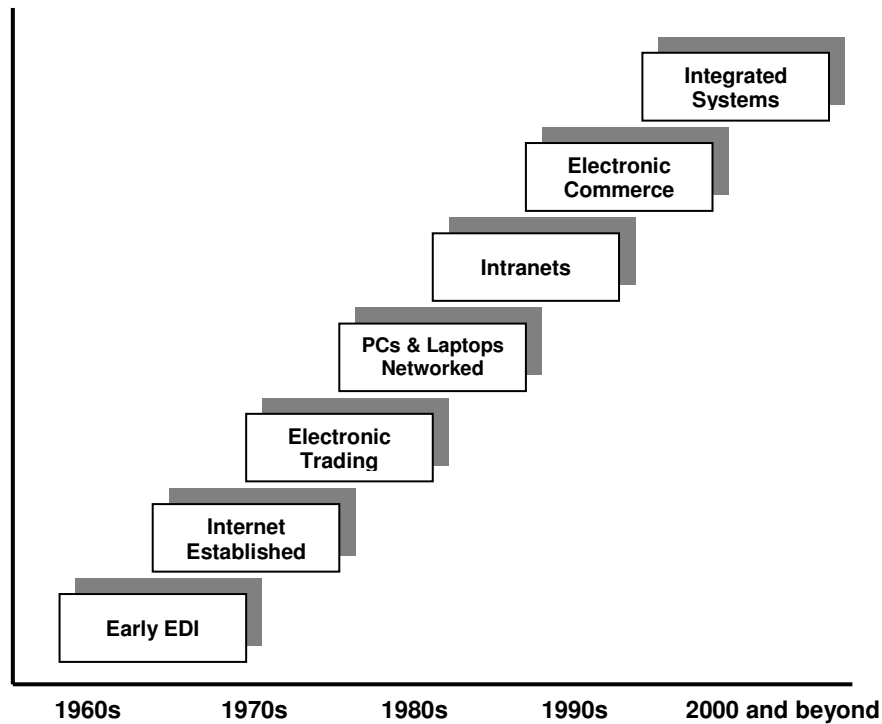 Integrated
Systems
Electronic
Commerce
Intranets
PCs & Laptops
Networked
Electronic
Trading
Internet
Established
Early EDI
1960s 1970s 1980s 1990s 2000 and beyond